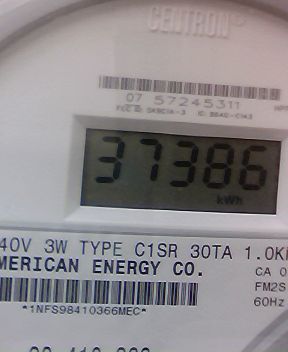 CENTRON
07 57245311
37386
kWh
40V 3W TYPE C1SR 30TA 1.0K
MERICAN ENERGY CO.
CA 0
FM2S
60Hz
*1NFS98410366MEC*